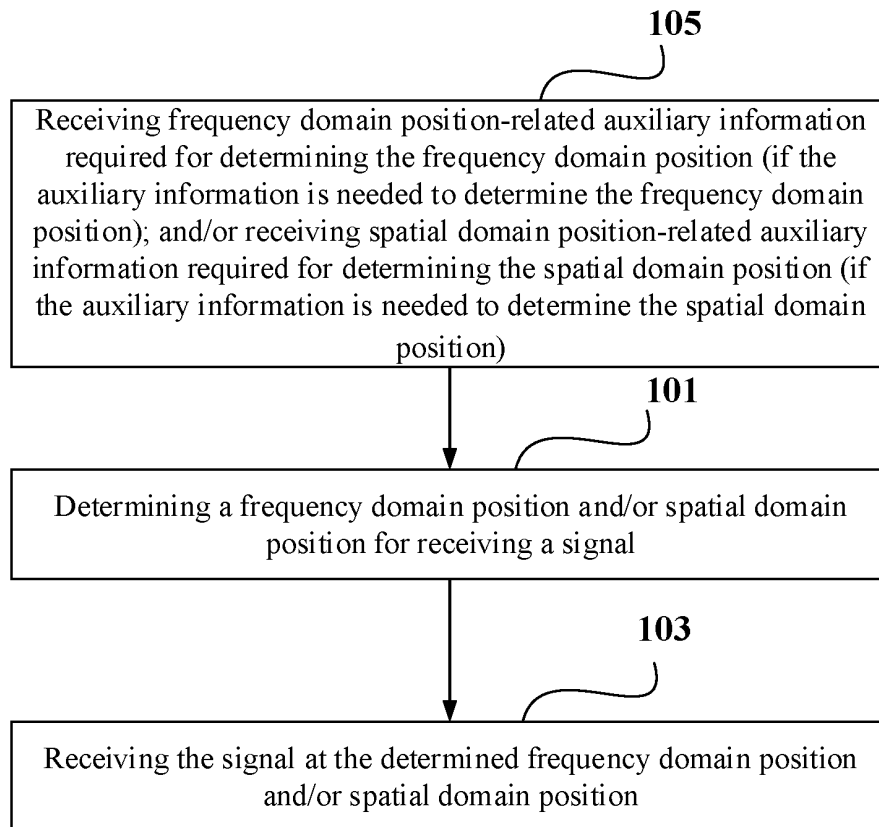 105
Receiving frequency domain position-related auxiliary information
required for determining the frequency domain position (if the
auxiliary information is needed to determine the frequency domain
position); and/or receiving spatial domain position-related auxiliary
information required for determining the spatial domain position (if
the auxiliary information is needed to determine the spatial domain
position)
101
Determining a frequency domain position and/or spatial domain
position for receiving a signal
103
Receiving the signal at the determined frequency domain position
and/or spatial domain position